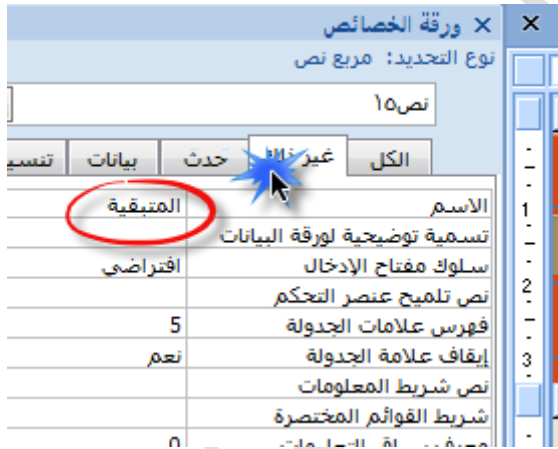 ورقة الخصائص
نوع التحديد: مربع نص
نص١٥
الكل غير حدث بيانات
الاسم المتبقية
تسمية توضيحية لورقة البيانات
سلوك مفتاح الإدخال افتراضي
نص تلميح عنصر التحكم
فهرس علامات الجدولة 5
إيقاف علامة الجدولة نعم
نص شريط المعلومات
شريط القوائم المختصرة
0
1
2
3